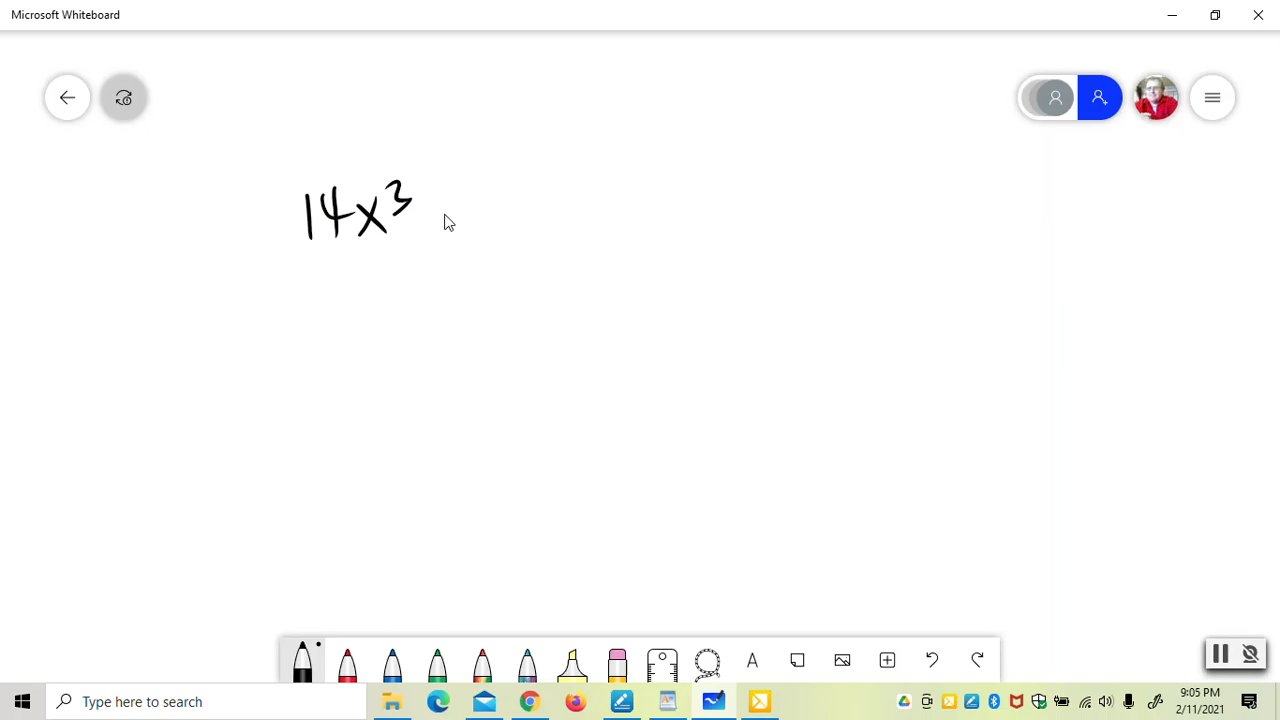 Microsoft Whiteboard
14x³
A
Type here to search
9:05 PM
2/11/2021